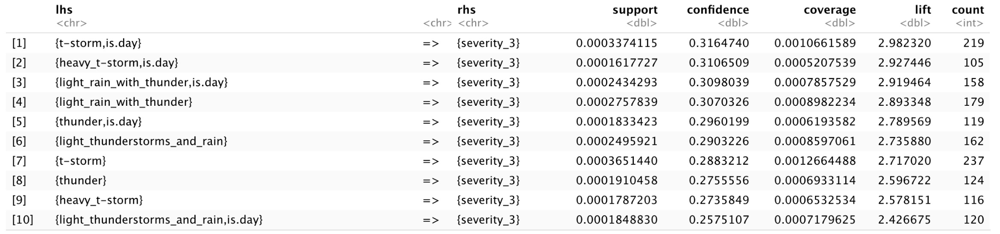 lhs rhs support confidence coverage lift count
<chr> <chr> <chr> <dbl> <dbl> <dbl> <dbl> <int>
[1] {t-storm,is.day} => {severity_3} 0.0003374115 0.3164740 0.0010661589 2.982320 219
[2] {heavy_t-storm,is.day} => {severity_3} 0.0001617727 0.3106509 0.0005207539 2.927446 105
[3] {light_rain_with_thunder,is.day} => {severity_3} 0.0002434293 0.3098039 0.0007857529 2.919464 158
[4] {light_rain_with_thunder} => {severity_3} 0.0002757839 0.3070326 0.0008982234 2.893348 179
[5] {thunder,is.day} => {severity_3} 0.0001833423 0.2960199 0.0006193582 2.789569 119
[6] {light_thunderstorms_and_rain} => {severity_3} 0.0002495921 0.2903226 0.0008597061 2.735880 162
[7] {t-storm} => {severity_3} 0.0003651440 0.2883212 0.0012664488 2.717020 237
[8] {thunder} => {severity_3} 0.0001910458 0.2755556 0.0006933114 2.596722 124
[9] {heavy_t-storm} => {severity_3} 0.0001787203 0.2735849 0.0006532534 2.578151 116
[10] {light_thunderstorms_and_rain,is.day} => {severity_3} 0.0001848830 0.2575107 0.0007179625 2.426675 120